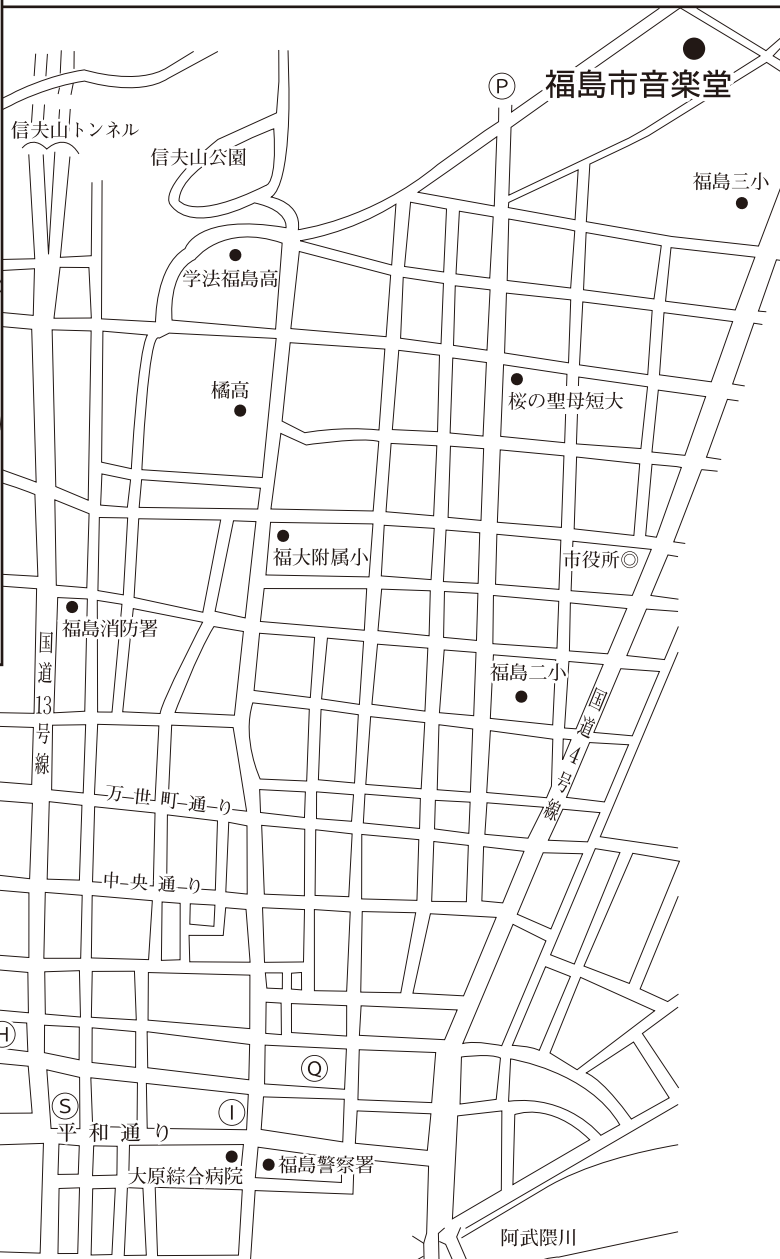 Ⓟ
福島市音楽堂
信夫山トンネル
信夫山公園
福島三小
学法福島高
橘高
桜の聖母短大
福大附属小
市役所◎
福島消防署
国道13号線
福島二小
国道4号線
万世町通り
中央通り
Ⓗ
Ⓠ
Ⓢ
Ⓘ
平和通り
大原綜合病院
福島警察署
阿武隈川